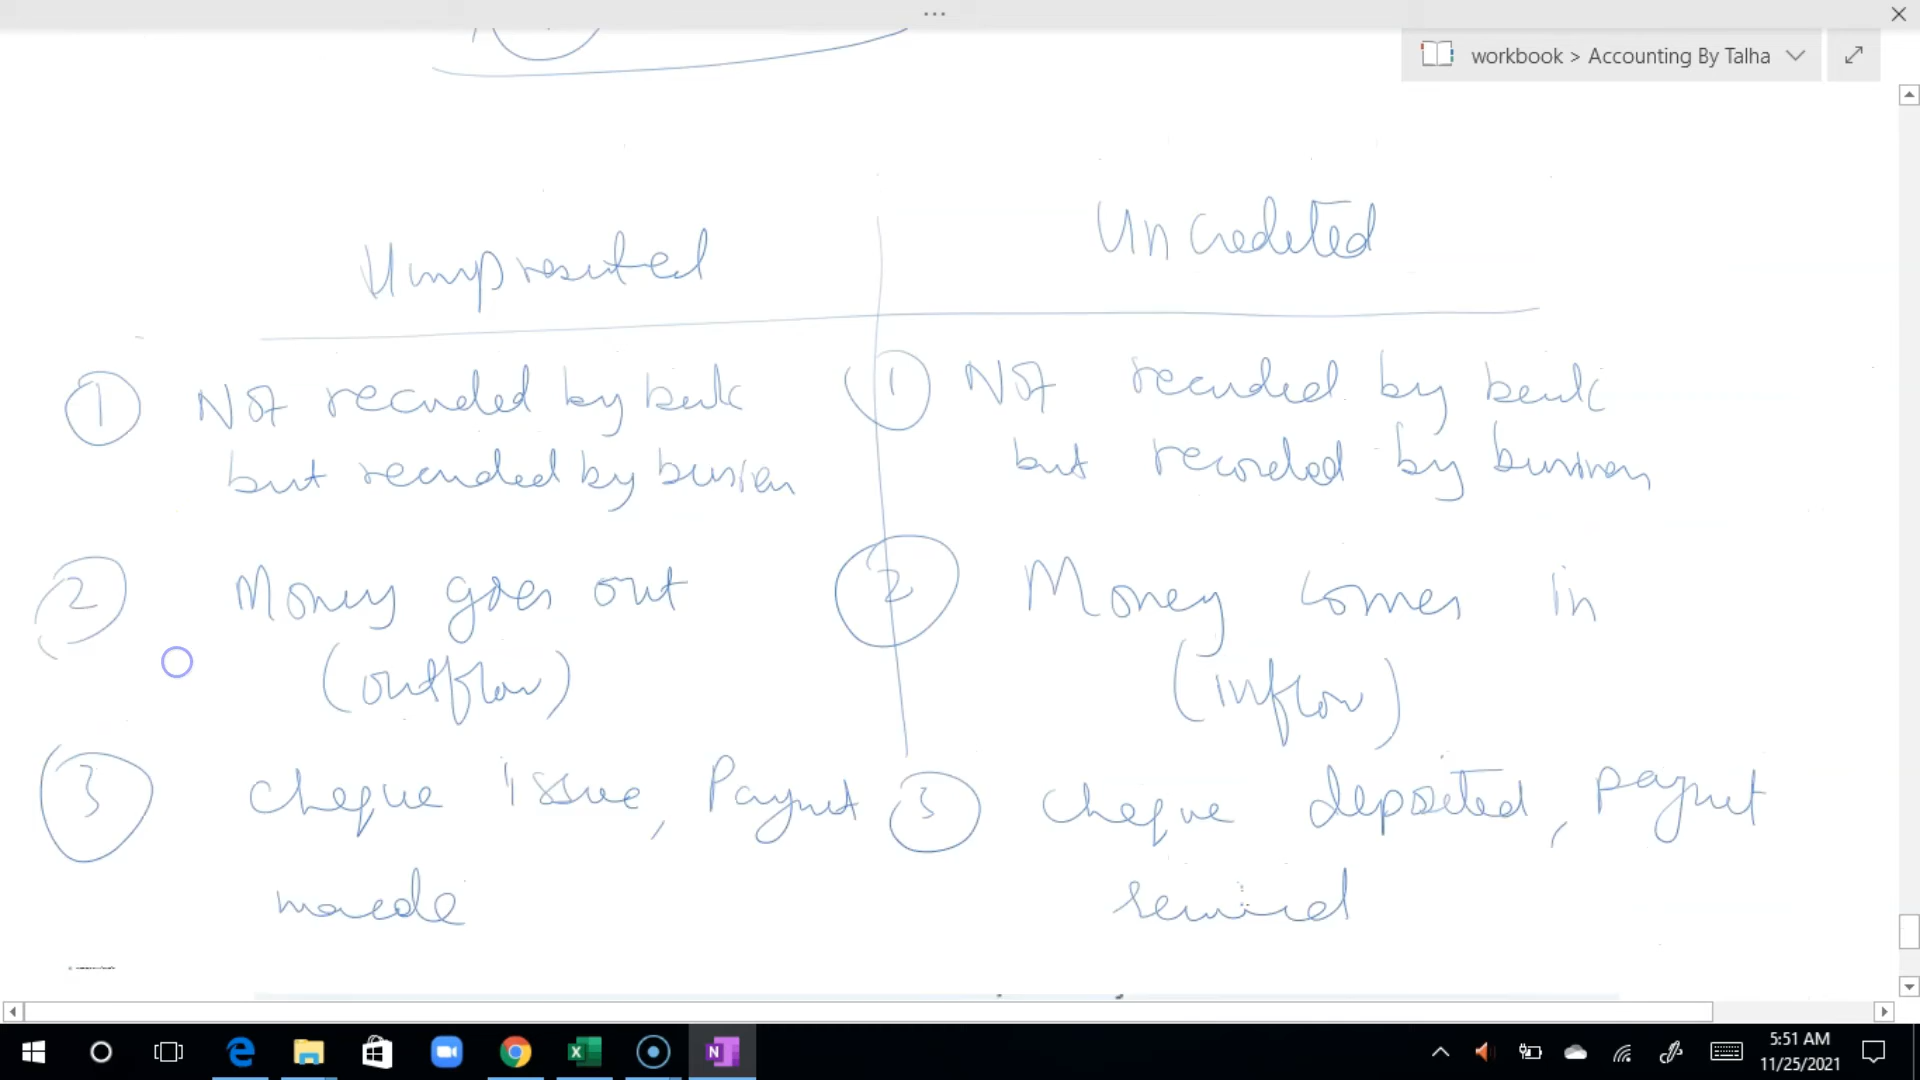 workbook > Accounting By Talha
Unpresented
Uncredited
① Not recorded by bank
but recorded by business
② Money goes out
(outflow)
③ Cheque issue, Payment
made
① Not recorded by bank
but recorded by business
② Money comes in
(inflow)
③ Cheque deposited, payment
received
5:51 AM
11/25/2021